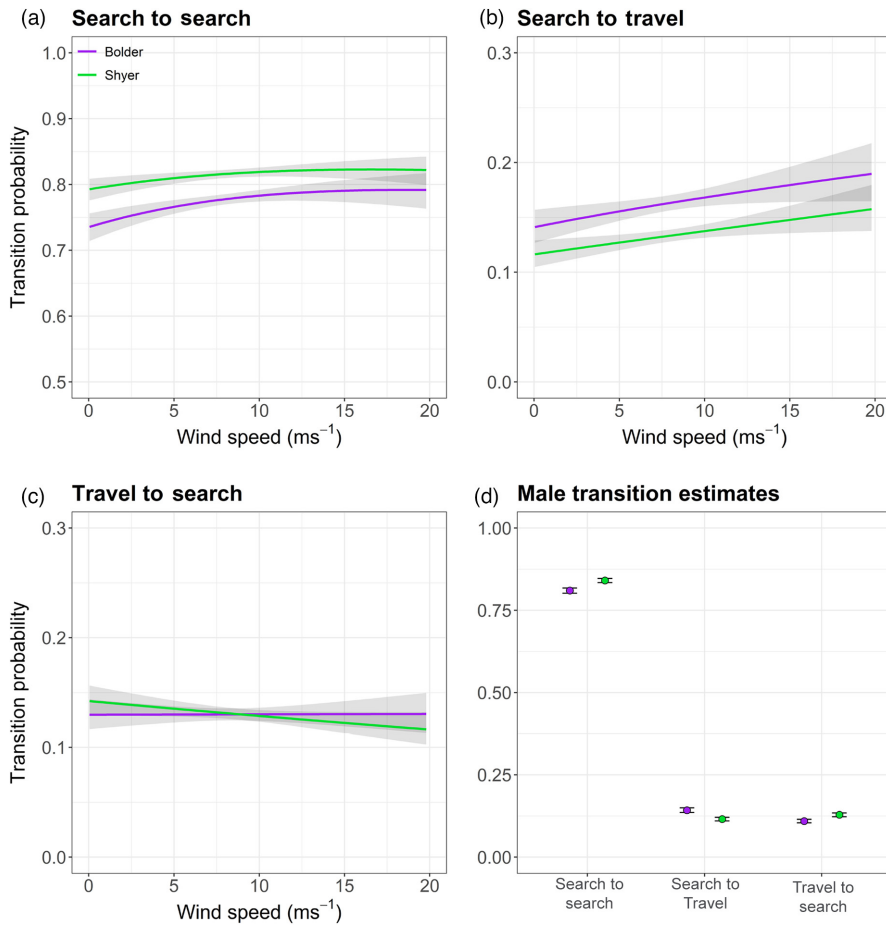 (a) Search to search
1.0
0.9
0.8
0.7
0.6
0.5
Transition probability
Bolder
Shyer
0 5 10 15 20
Wind speed (ms⁻¹)
(b) Search to travel
0.3
0.2
0.1
0.0
0 5 10 15 20
Wind speed (ms⁻¹)
(c) Travel to search
0.3
0.2
0.1
0.0
Transition probability
0 5 10 15 20
Wind speed (ms⁻¹)
(d) Male transition estimates
1.00
0.75
0.50
0.25
0.00
Search to
search
Search to
Travel
Travel to
search